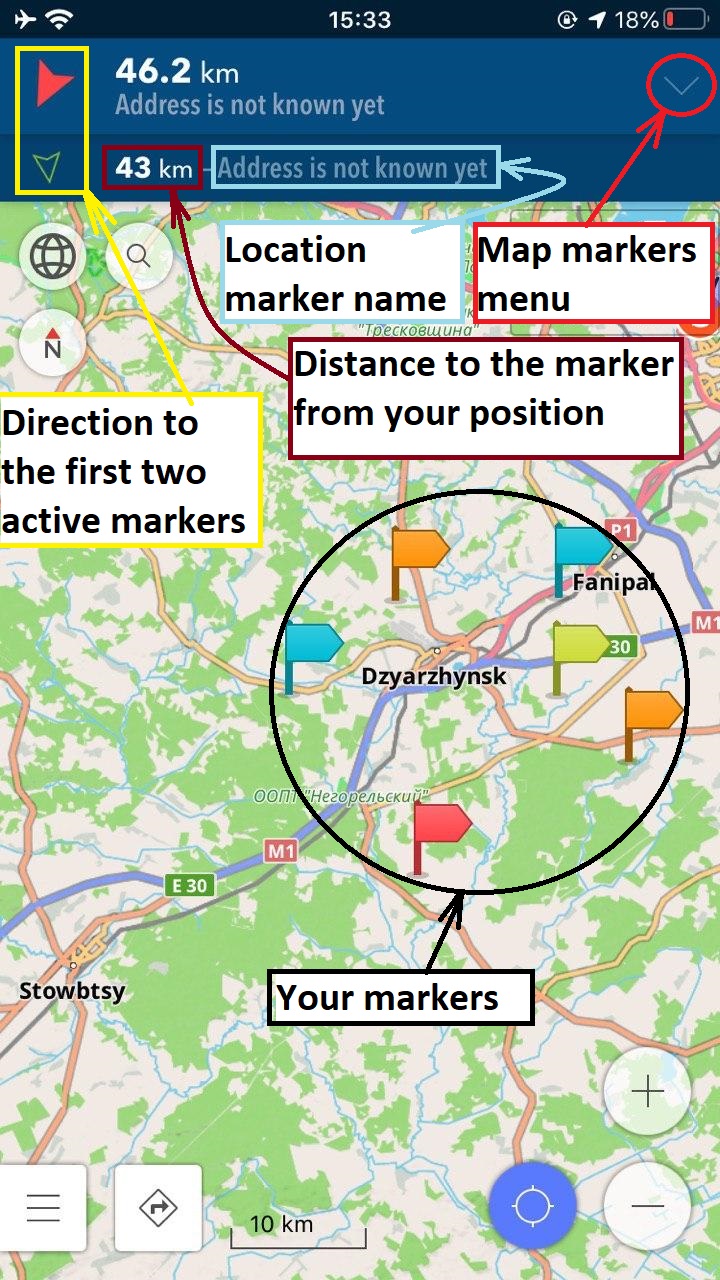 15:33
18%
46.2 km
Address is not known yet
43 km
Address is not known yet
Location
marker name
Map markers
menu
"Тресковщина"
N
Distance to the marker
from your position
Direction to
the first two
active markers
P1
Fanipal
M1
30
Dzyarzhynsk
ООПТ "Негорельский"
M1
E 30
Stowbtsy
Your markers
10 km